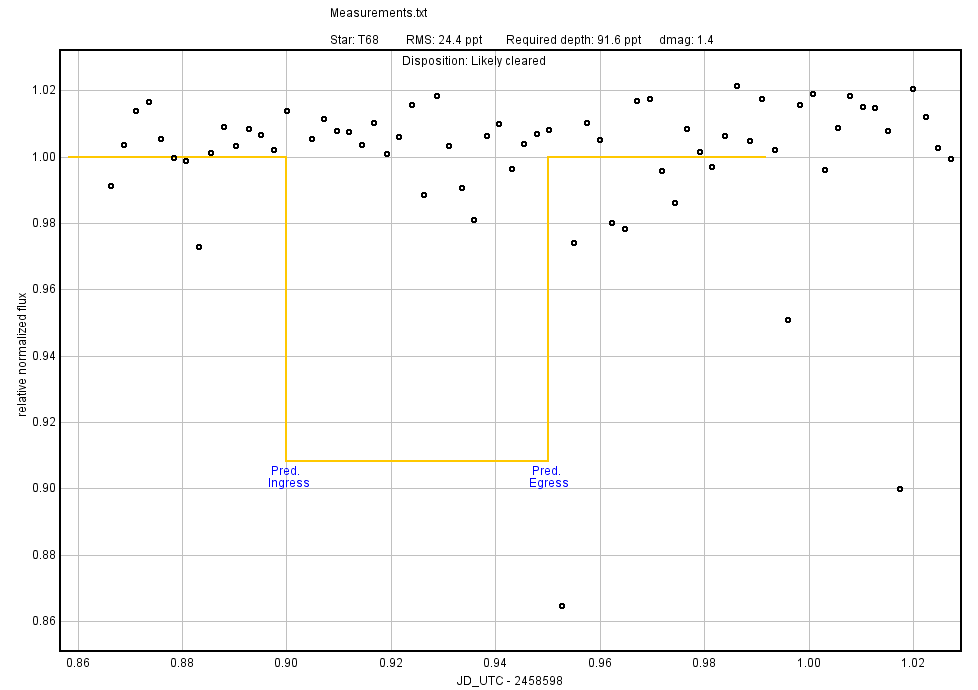 Measurements.txt
Star: T68 RMS: 24.4 ppt Required depth: 91.6 ppt dmag: 1.4
Disposition: Likely cleared
1.02
1.00
0.98
0.96
0.94
0.92
0.90
0.88
0.86
relative normalized flux
Pred. Ingress
Pred. Egress
0.86 0.88 0.90 0.92 0.94 0.96 0.98 1.00 1.02
JD_UTC - 2458598